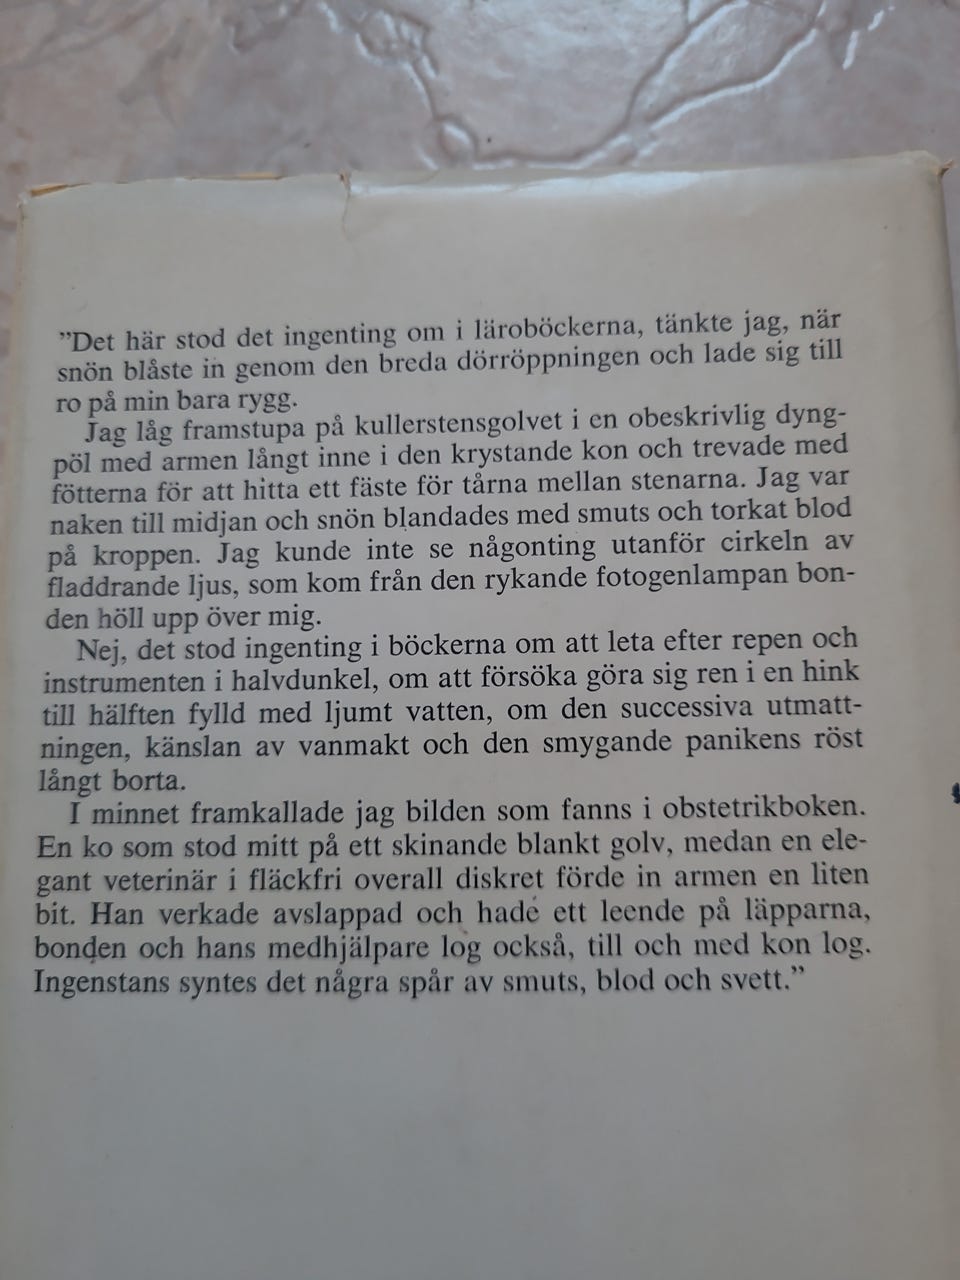 ”Det här stod det ingenting om i läroböckerna, tänkte jag, när
snön blåste in genom den breda dörröppningen och lade sig till
ro på min bara rygg.
Jag låg framstupa på kullerstensgolvet i en obeskrivlig dyng-
pöl med armen långt inne i den krystande kon och trevade med
fötterna för att hitta ett fäste för tårna mellan stenarna. Jag var
naken till midjan och snön blandades med smuts och torkat blod
på kroppen. Jag kunde inte se någonting utanför cirkeln av
fladdrande ljus, som kom från den rykande fotogenlampan bon-
den höll upp över mig.
Nej, det stod ingenting i böckerna om att leta efter repen och
instrumenten i halvdunkel, om att försöka göra sig ren i en hink
till hälften fylld med ljumt vatten, om den successiva utmatt-
ningen, känslan av vanmakt och den smygande panikens röst
långt borta.
I minnet framkallade jag bilden som fanns i obstetrikboken.
En ko som stod mitt på ett skinande blankt golv, medan en ele-
gant veterinär i fläckfri overall diskret förde in armen en liten
bit. Han verkade avslappad och hade ett leende på läpparna,
bonden och hans medhjälpare log också, till och med kon log.
Ingenstans syntes det några spår av smuts, blod och svett.”